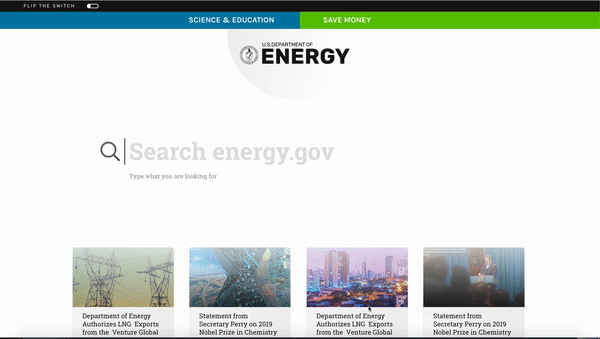 FLIP THE SWITCH
SCIENCE & EDUCATION
SAVE MONEY
U.S.DEPARTMENT OF
ENERGY
Search energy.gov
Type what you are looking for
Department of Energy
Authorizes LNG Exports
from the Venture Global
Statement from
Secretary Perry on 2019
Nobel Prize in Chemistry
Department of Energy
Authorizes LNG Exports
from the Venture Global
Statement from
Secretary Perry on 2019
Nobel Prize in Chemistry